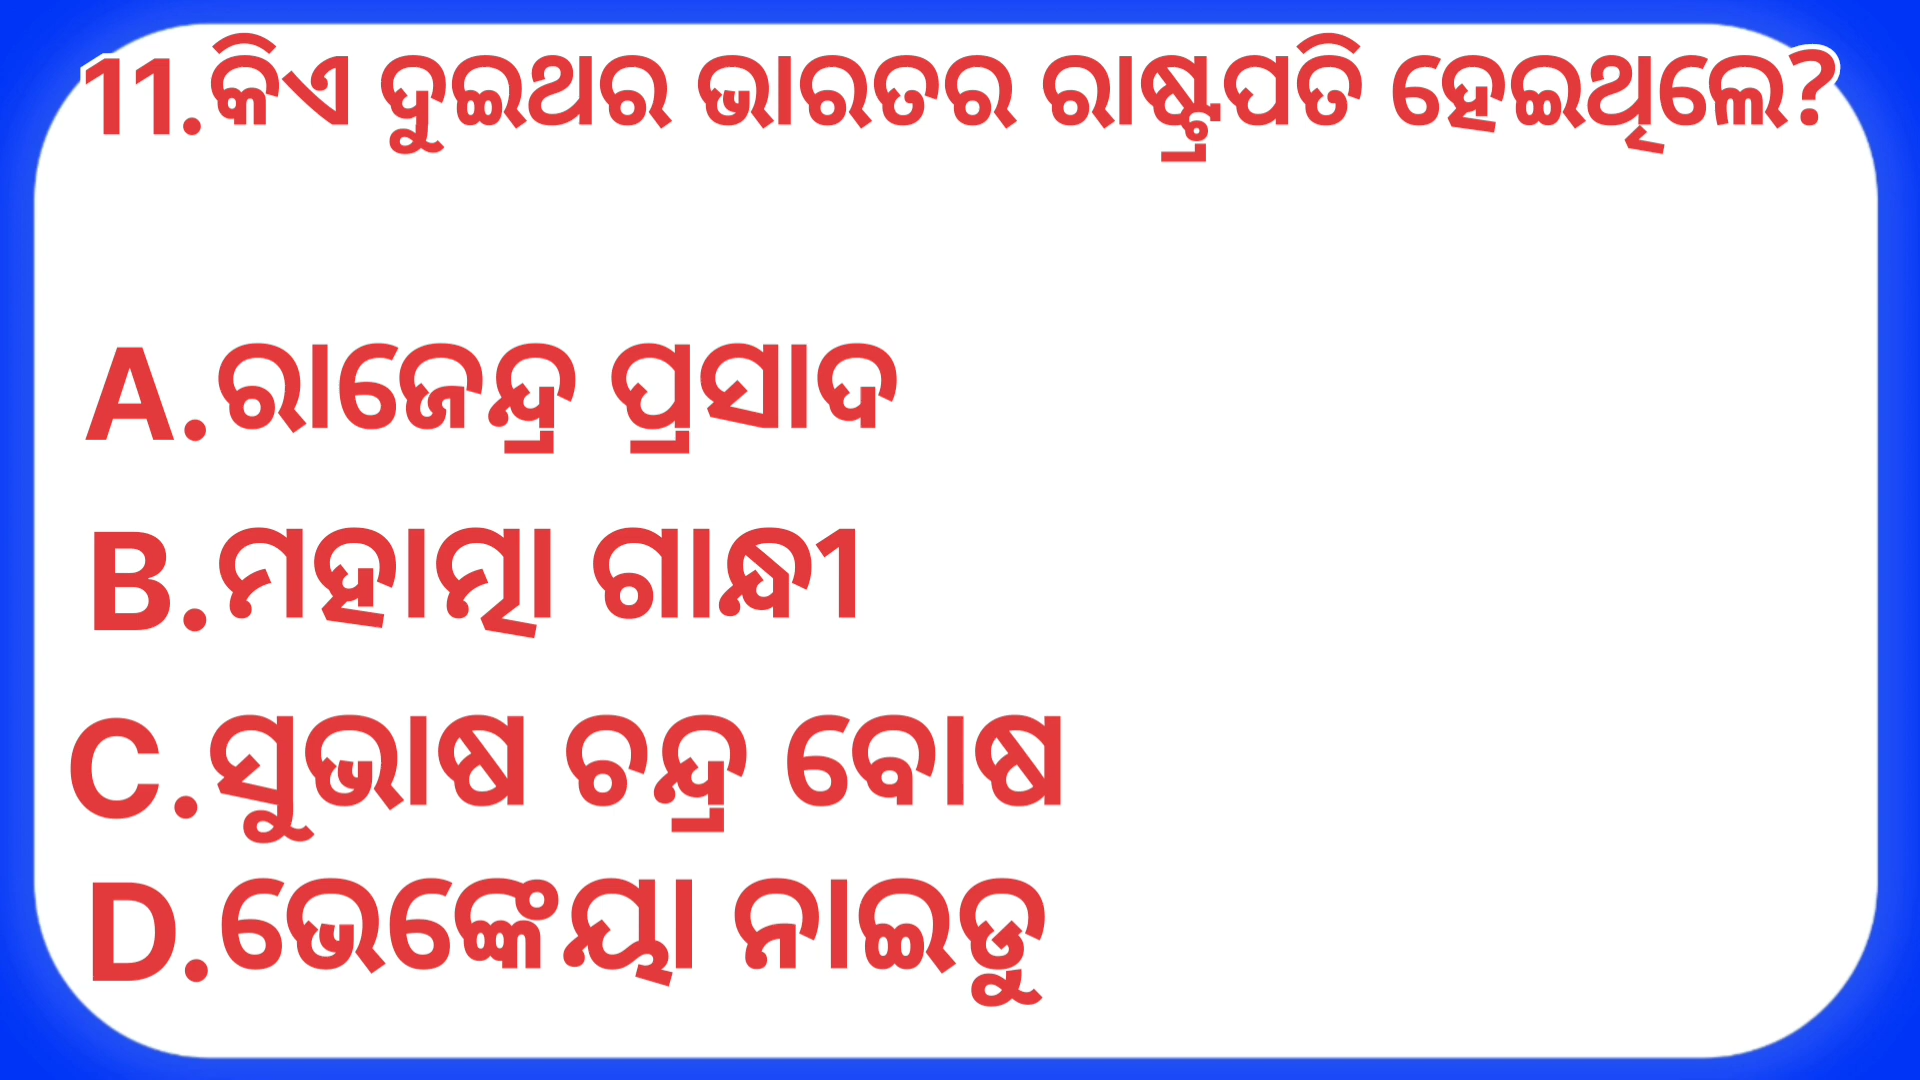 11.କିଏ ଦୁଇଥର ଭାରତର ରାଷ୍ଟ୍ରପତି ହେଇଥିଲେ?
A.ରାଜେନ୍ଦ୍ର ପ୍ରସାଦ
B.ମହାତ୍ମା ଗାନ୍ଧୀ
C.ସୁଭାଷ ଚନ୍ଦ୍ର ବୋଷ
D.ଭେଙ୍କେୟା ନାଇଡୁ